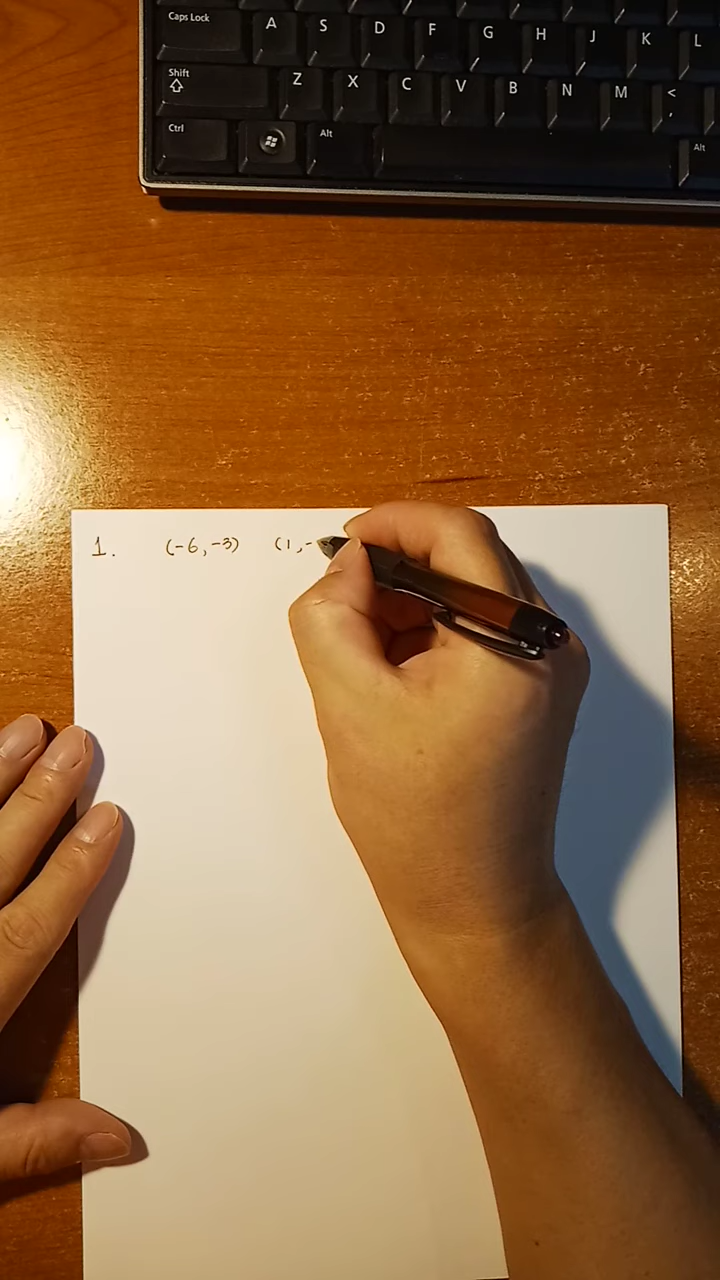 Caps Lock A S D F G H J K L
Shift Z X C V B N M < ,
Ctrl Alt Alt
1. (-6,-3) (1,-